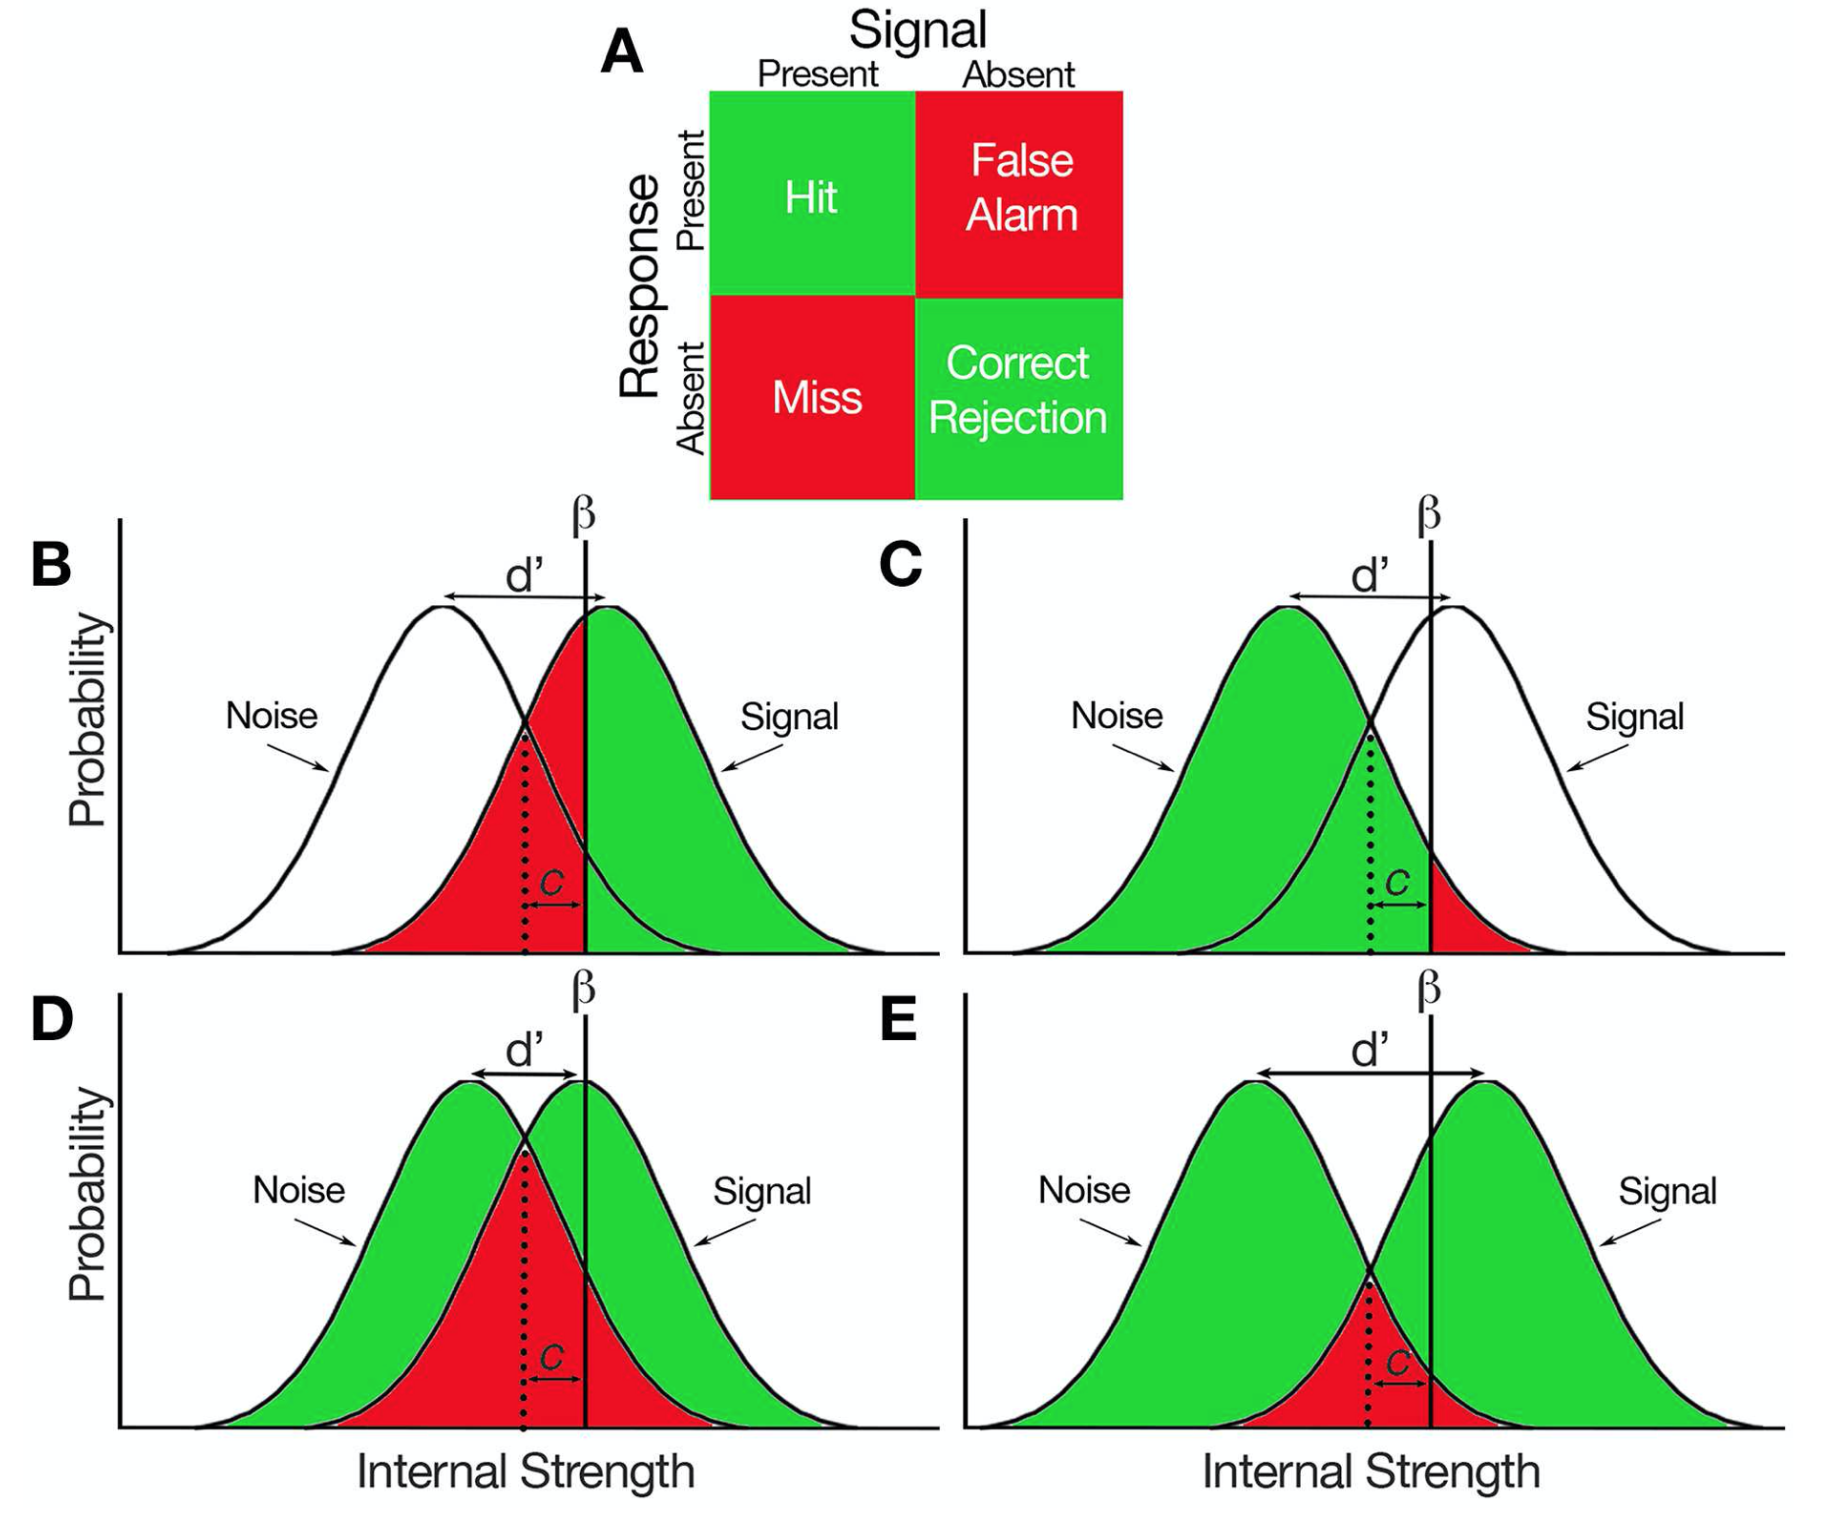 A
Signal
Present Absent
Response
Present
Absent
Hit
False
Alarm
Miss
Correct
Rejection
B
β
d’
Probability
Noise
Signal
C
C
β
d’
Noise
Signal
C
D
β
d’
Probability
Noise
Signal
C
Internal Strength
E
β
d’
Noise
Signal
C
Internal Strength